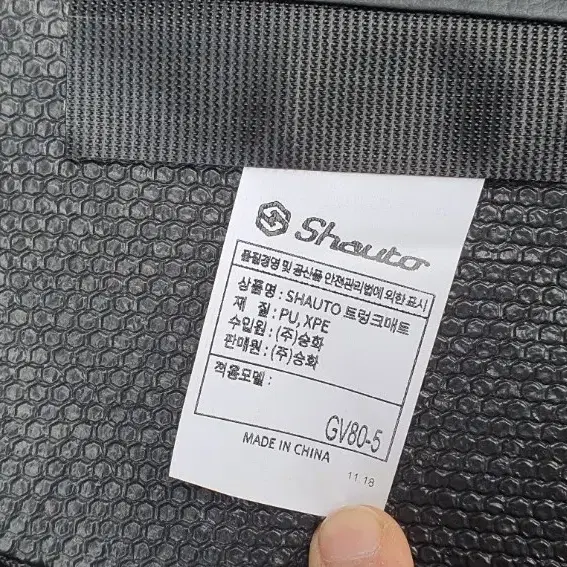 Shauto
품질경영 및 공산품 안전관리법에 의한 표시
상품명 : SHAUTO 트렁크매트
재 질 : PU, XPE
수입원 : (주)승화
판매원 : (주)승화
적용모델 :
GV80-5
MADE IN CHINA
11.18